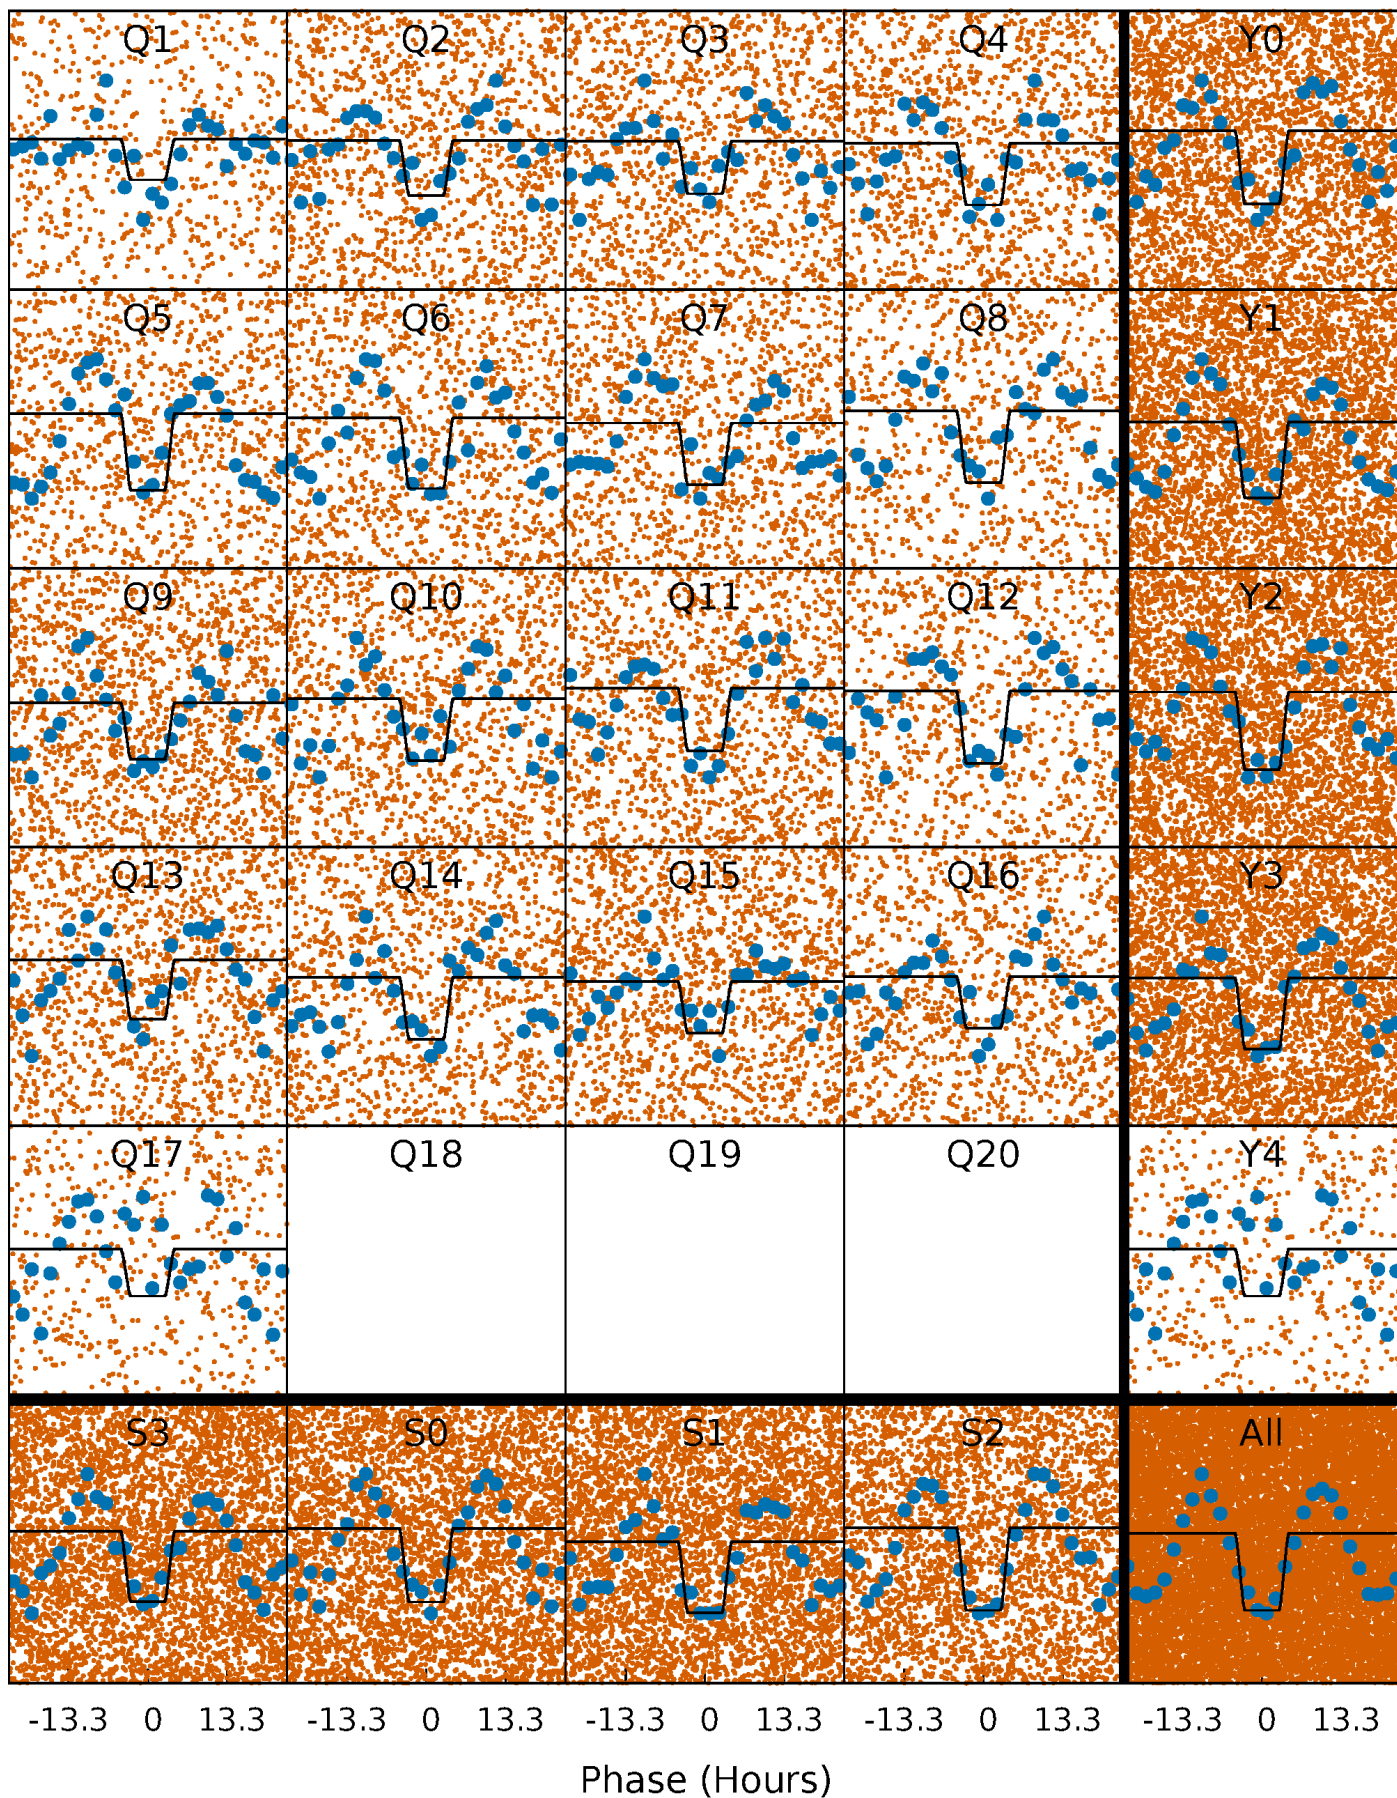 Q1 Q2 Q3 Q4 Y0
Q5 Q6 Q7 Q8 Y1
Q9 Q10 Q11 Q12 Y2
Q13 Q14 Q15 Q16 Y3
Q17 Q18 Q19 Q20 Y4
S3 S0 S1 S2 All
-13.3 0 13.3 -13.3 0 13.3 -13.3 0 13.3 -13.3 0 13.3 -13.3 0 13.3
Phase (Hours)